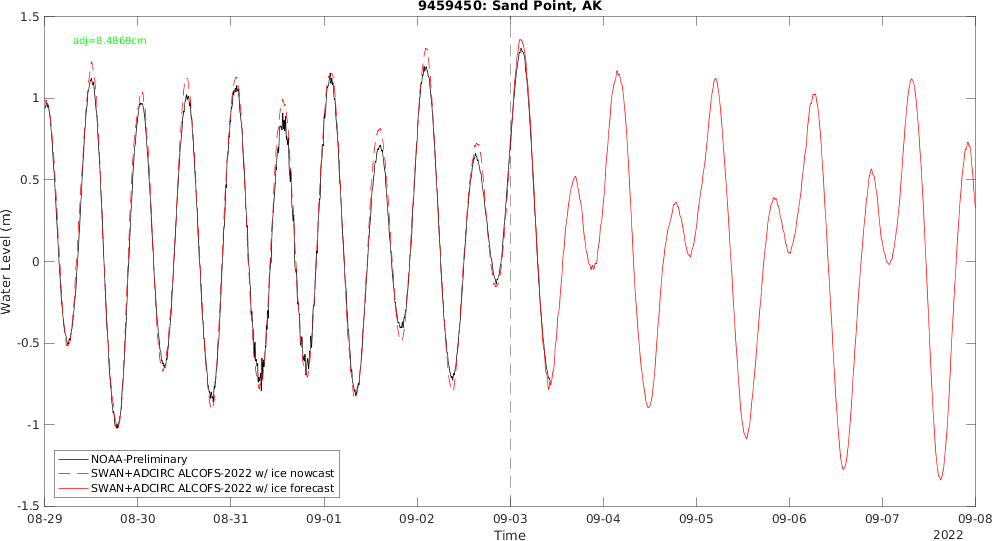 9459450: Sand Point, AK
adj=8.4869cm
1.5
1
0.5
0
-0.5
-1
-1.5
Water Level (m)
NOAA-Preliminary
SWAN+ADCIRC ALCOFS-2022 w/ ice nowcast
SWAN+ADCIRC ALCOFS-2022 w/ ice forecast
08-29 08-30 08-31 09-01 09-02 09-03 09-04 09-05 09-06 09-07 09-08
Time
2022